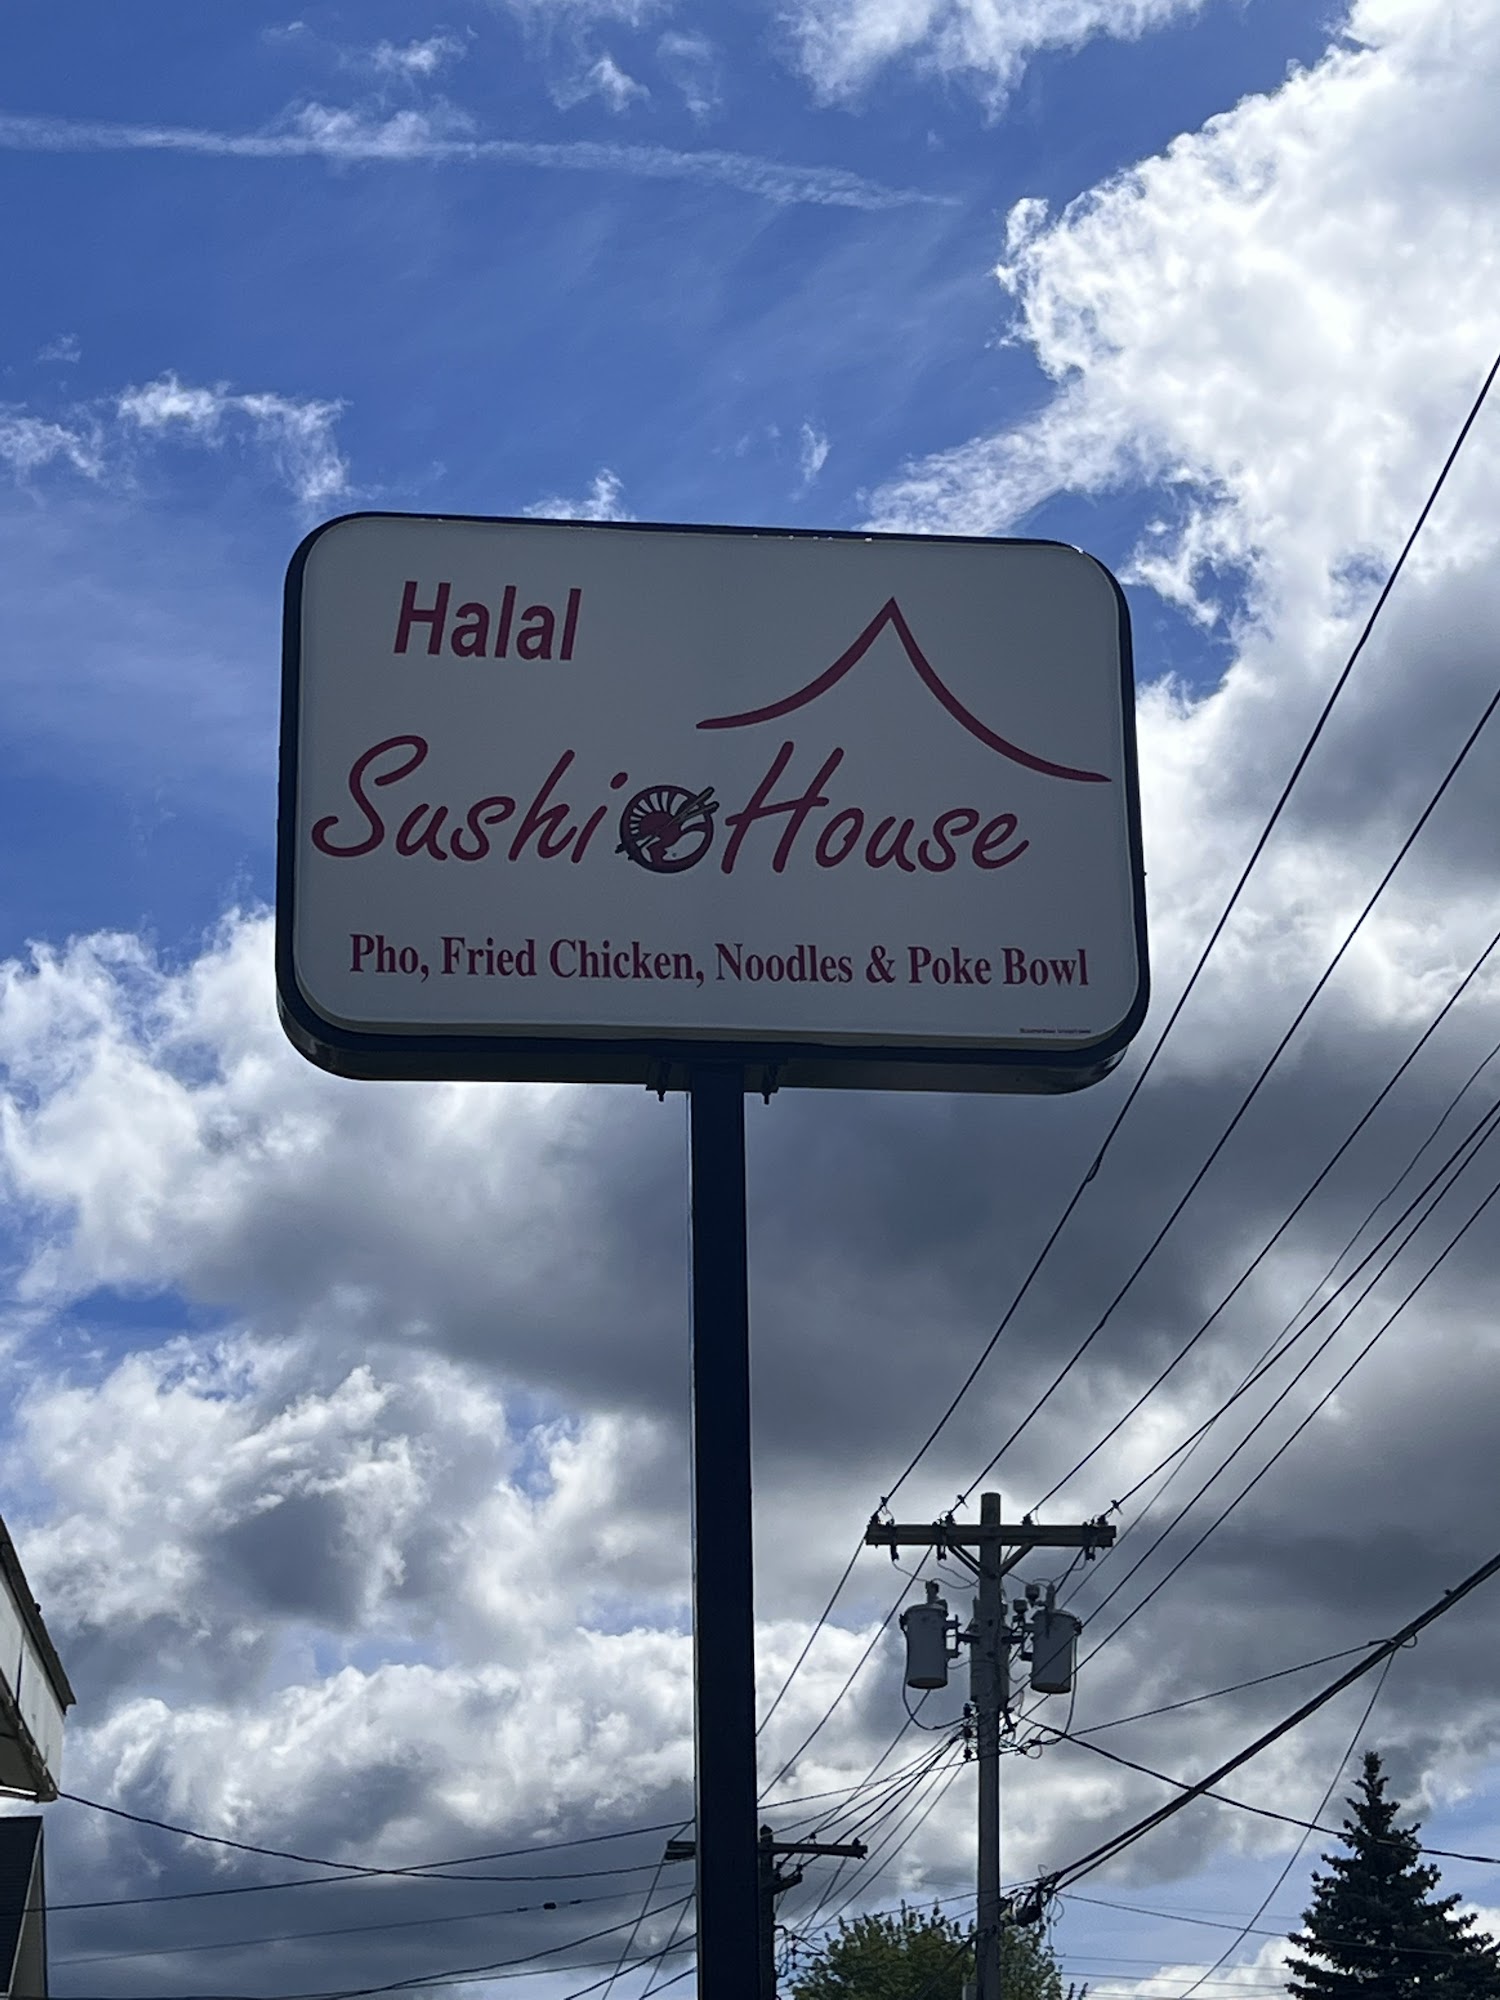 Halal
Sushi House
Pho, Fried Chicken, Noodles & Poke Bowl